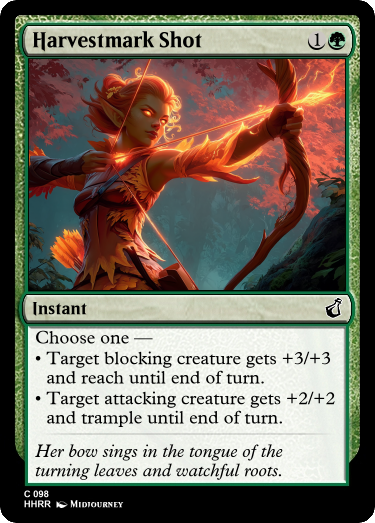 Harvestmark Shot 1
Instant
Choose one —
• Target blocking creature gets +3/+3
and reach until end of turn.
• Target attacking creature gets +2/+2
and trample until end of turn.
Her bow sings in the tongue of the
turning leaves and watchful roots.
C 098
HHRR Midjourney